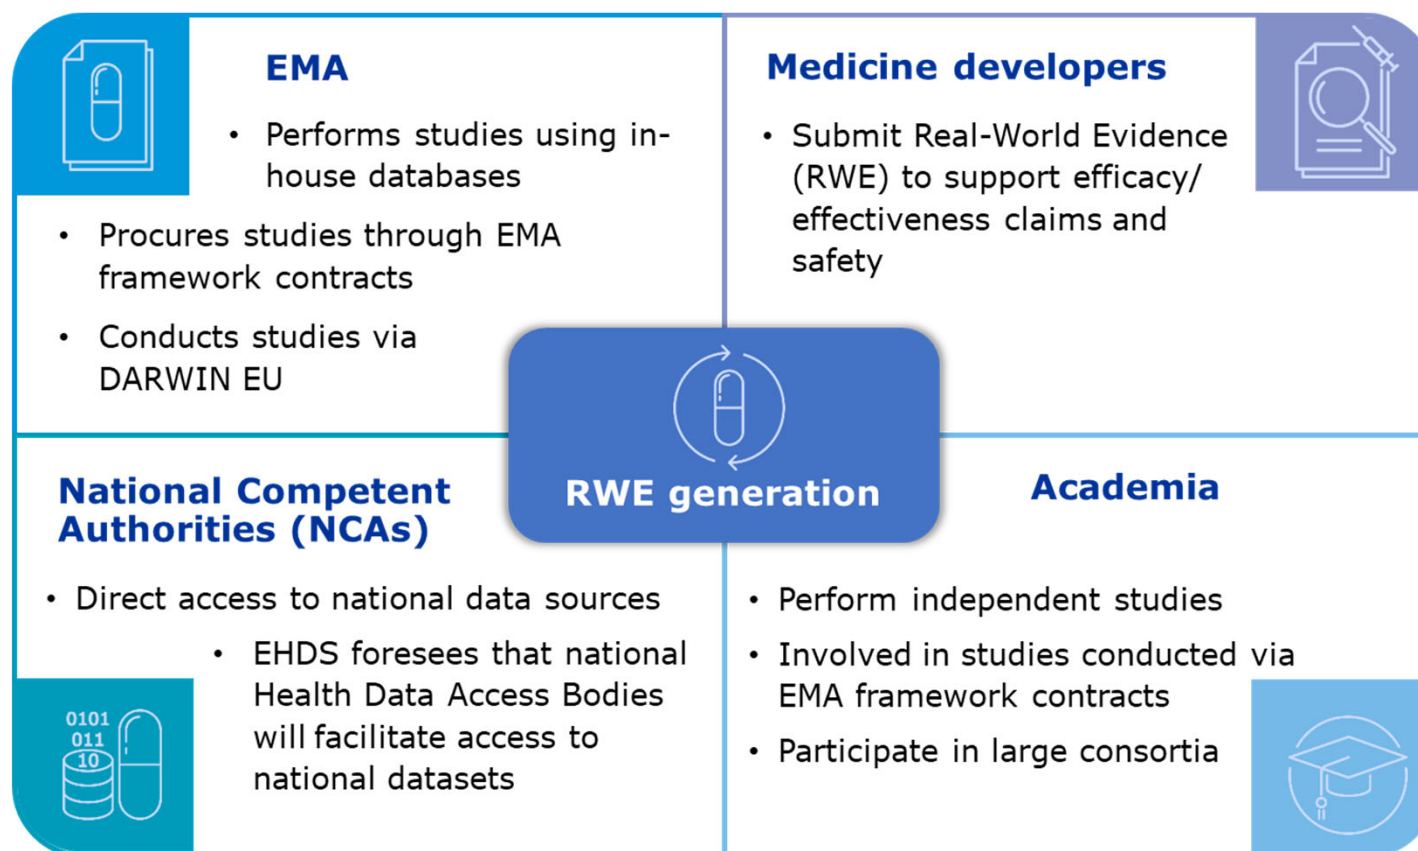 EMA
• Performs studies using in-
house databases
• Procures studies through EMA
framework contracts
• Conducts studies via
DARWIN EU
Medicine developers
• Submit Real-World Evidence
(RWE) to support efficacy/
effectiveness claims and
safety
RWE generation
National Competent
Authorities (NCAs)
• Direct access to national data sources
• EHDS foresees that national
Health Data Access Bodies
will facilitate access to
national datasets
0101
011
10
Academia
• Perform independent studies
• Involved in studies conducted via
EMA framework contracts
• Participate in large consortia